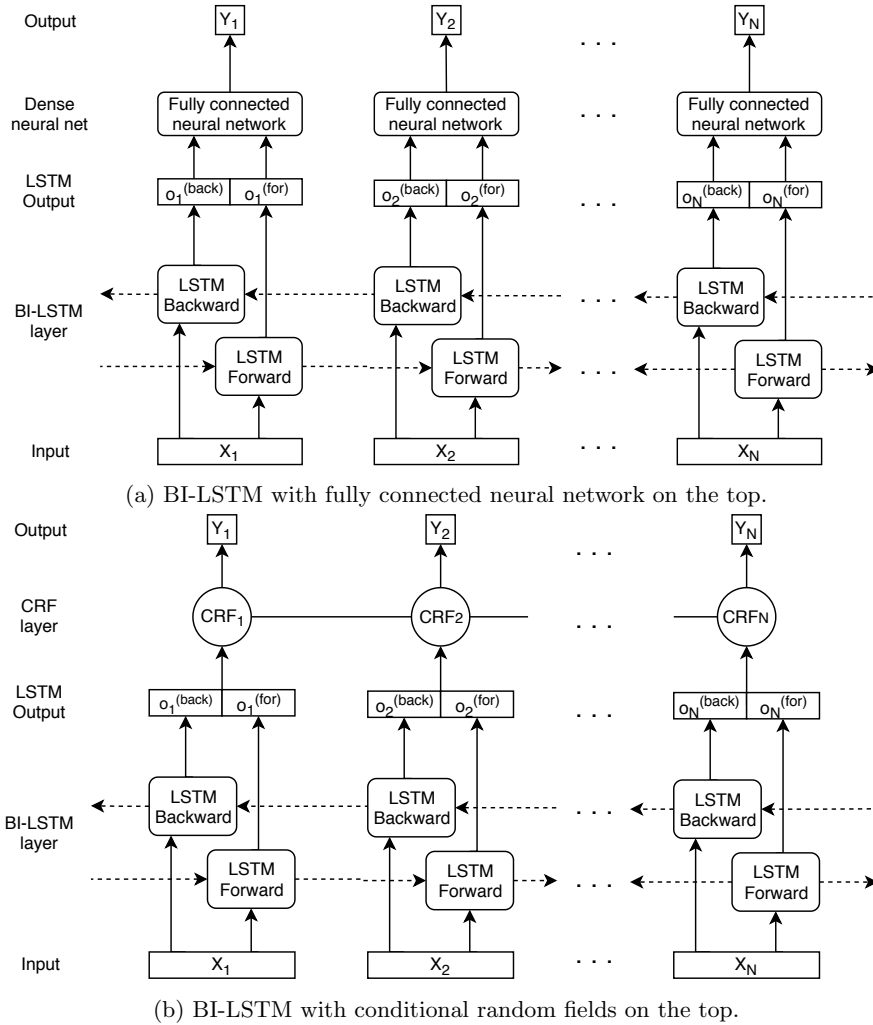 Output Y1 Y2 . . . YN
Dense neural net
Fully connected neural network
Fully connected neural network
. . .
Fully connected neural network
LSTM Output
o1(back) o1(for) o2(back) o2(for) . . . oN(back) oN(for)
BI-LSTM layer
LSTM Backward
LSTM Backward
. . .
LSTM Backward
LSTM Forward
LSTM Forward
. . .
LSTM Forward
Input X1 X2 . . . XN
(a) BI-LSTM with fully connected neural network on the top.
Output Y1 Y2 . . . YN
CRF layer
CRF1 CRF2 . . . CRFN
LSTM Output
o1(back) o1(for) o2(back) o2(for) . . . oN(back) oN(for)
BI-LSTM layer
LSTM Backward
LSTM Backward
. . .
LSTM Backward
LSTM Forward
LSTM Forward
. . .
LSTM Forward
Input X1 X2 . . . XN
(b) BI-LSTM with conditional random fields on the top.